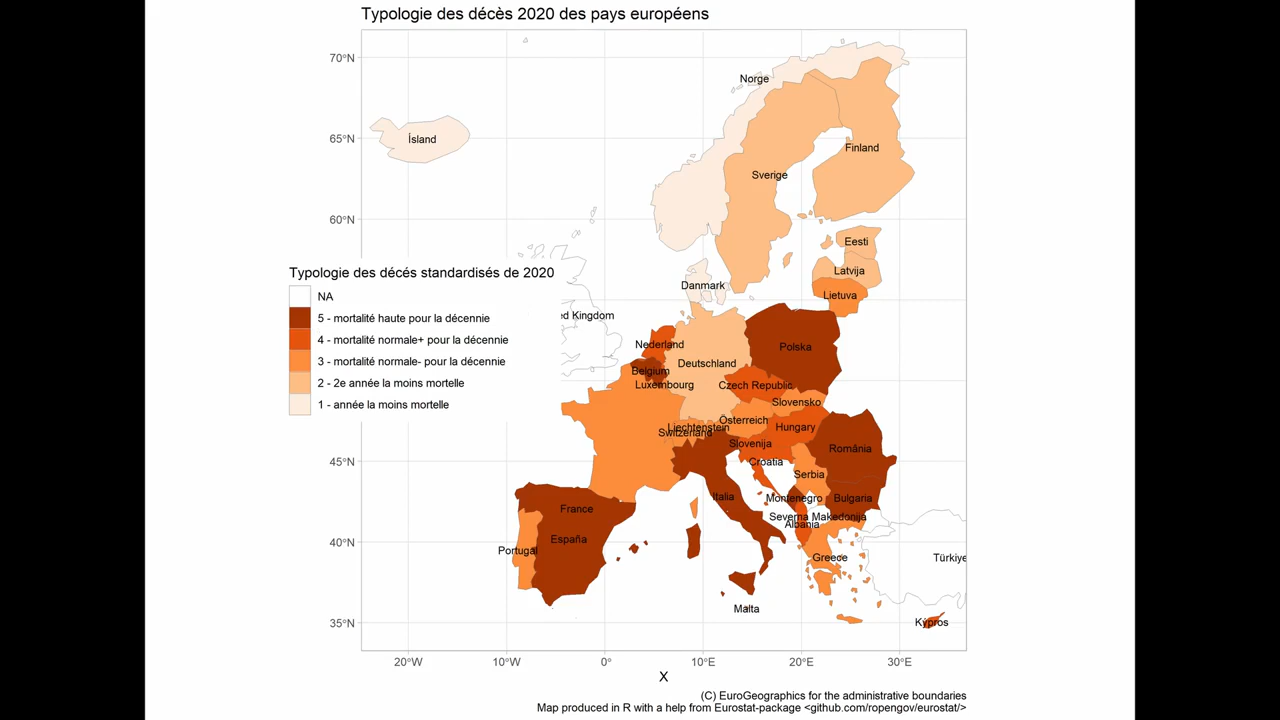 Typologie des décès 2020 des pays européens
70°N
Norge
Ísland
65°N
Finland
Sverige
60°N
Eesti
Typologie des décés standardisés de 2020
Latvija
Danmark
Lietuva
NA
5 - mortalité haute pour la décennie
4 - mortalité normale+ pour la décennie
3 - mortalité normale- pour la décennie
2 - 2e année la moins mortelle
1 - année la moins mortelle
ed Kingdom
Nederland
Polska
Deutschland
Belgium
Luxembourg
Czech Republic
Slovensko
Österreich
Liechtenstein
Switzerland
Hungary
Slovenija
România
45°N
Croatia
Serbia
Italia
Montenegro
Bulgaria
France
Severna Makedonija
Albania
España
40°N
Portugal
Greece
Türkiye
Malta
35°N
Kýpros
20°W
10°W
0°
10°E
20°E
30°E
X
(C) EuroGeographics for the administrative boundaries
Map produced in R with a help from Eurostat-package <github.com/ropengov/eurostat/>